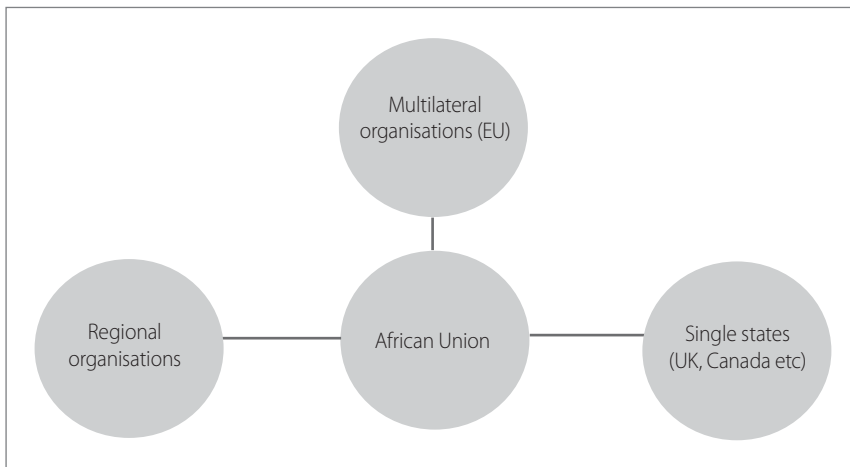 Multilateral
organisations (EU)
Regional
organisations
African Union
Single states
(UK, Canada etc)